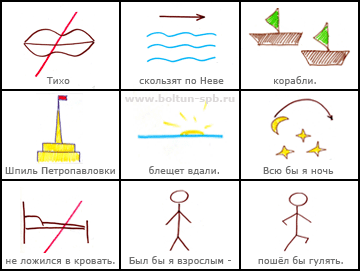 Тихо
скользят по Неве
корабли.
www.boltun-spb.ru
Шпиль Петропавловки
блещет вдали.
Всю бы я ночь
не ложился в кровать.
Был бы я взрослым -
пошёл бы гулять.